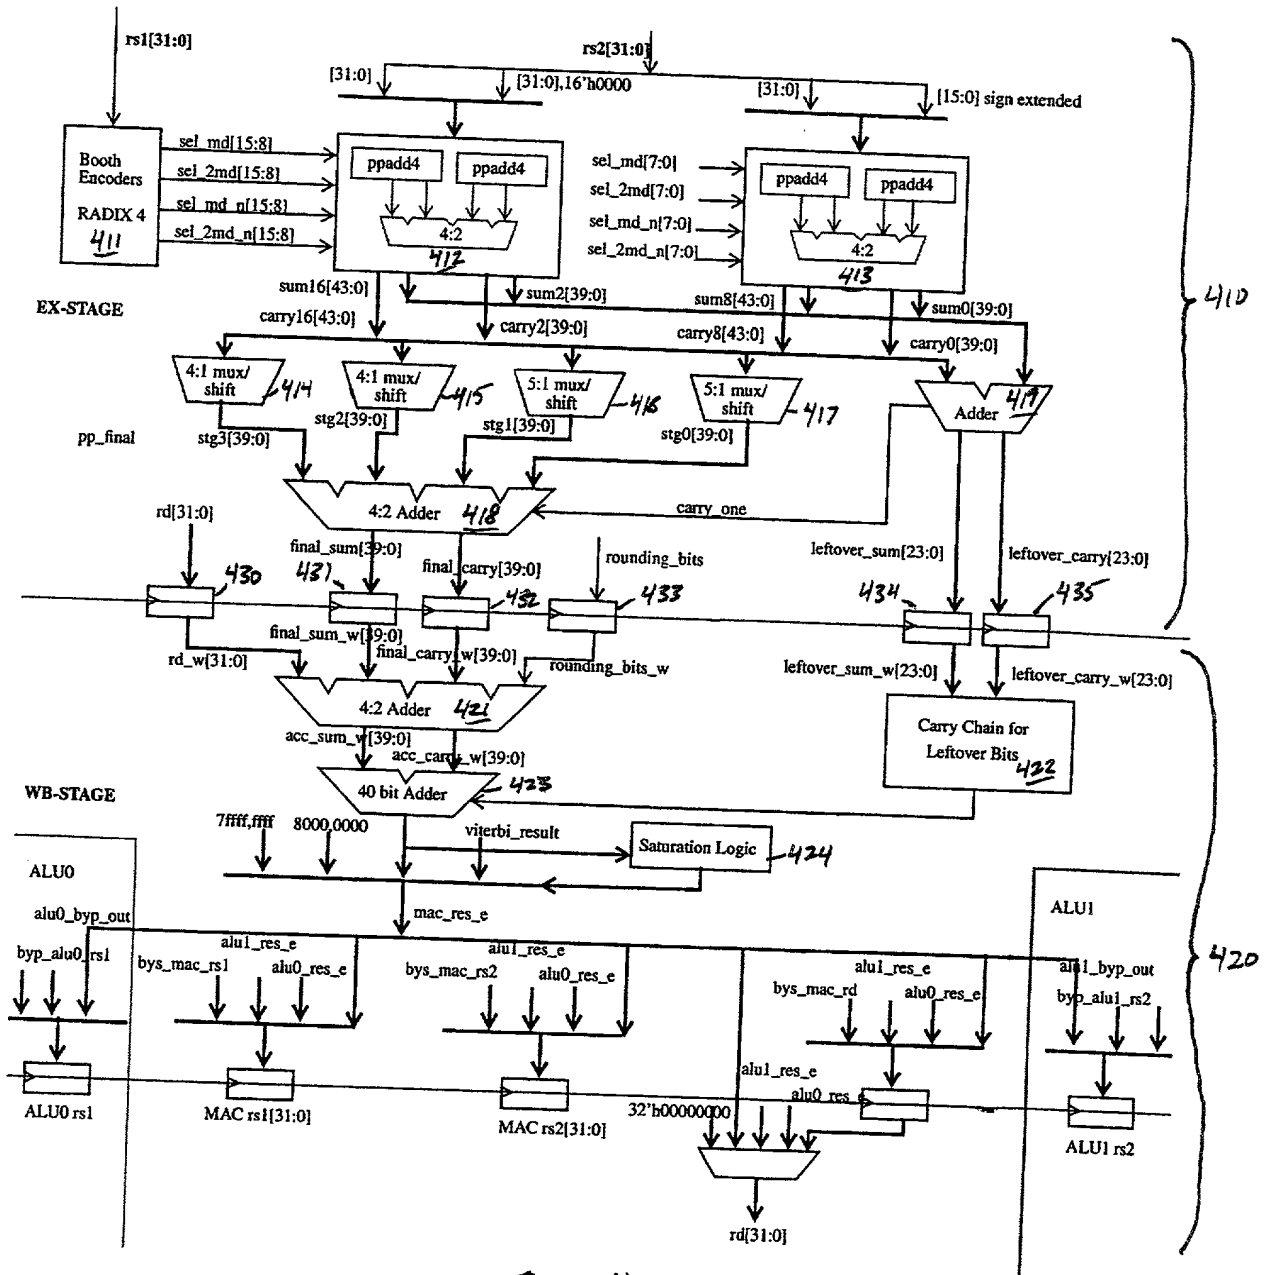 rs1[31:0]
rs2[31:0]
[31:0]
[31:0],16'h0000
[31:0]
[15:0] sign extended
Booth
Encoders
RADIX 4
411
sel_md[15:8]
sel_2md[15:8]
sel_md_n[15:8]
sel_2md_n[15:8]
ppadd4
ppadd4
4:2
412
sel_md[7:0]
sel_2md[7:0]
sel_md_n[7:0]
sel_2md_n[7:0]
ppadd4
ppadd4
4:2
413
410
EX-STAGE
sum16[43:0]
sum2[39:0]
sum8[43:0]
sum0[39:0]
carry16[43:0]
carry2[39:0]
carry8[43:0]
carry0[39:0]
4:1 mux/
shift
414
4:1 mux/
shift
415
5:1 mux/
shift
416
5:1 mux/
shift
417
419
Adder
pp_final
stg3[39:0]
stg2[39:0]
stg1[39:0]
stg0[39:0]
4:2 Adder
418
carry_one
rd[31:0]
final_sum[39:0]
final_carry[39:0]
rounding_bits
leftover_sum[23:0]
leftover_carry[23:0]
430
431
432
433
434
435
rd_w[31:0]
final_sum_w[39:0]
final_carry_w[39:0]
rounding_bits_w
leftover_sum_w[23:0]
leftover_carry_w[23:0]
4:2 Adder
421
Carry Chain for
Leftover Bits
422
acc_sum_w[39:0]
acc_carry_w[39:0]
WB-STAGE
40 bit Adder
423
7ffff,ffff
8000,0000
viterbi_result
Saturation Logic
424
mac_res_e
ALU0
ALU1
alu0_byp_out
byp_alu0_rs1
bys_mac_rs1
alu1_res_e
alu0_res_e
bys_mac_rs2
alu1_res_e
alu0_res_e
bys_mac_rd
alu1_res_e
alu0_res_e
alu1_byp_out
byp_alu1_rs2
420
ALU0 rs1
MAC rs1[31:0]
MAC rs2[31:0]
32'h00000000
alu1_res_e
alu0_res_e
ALU1 rs2
rd[31:0]